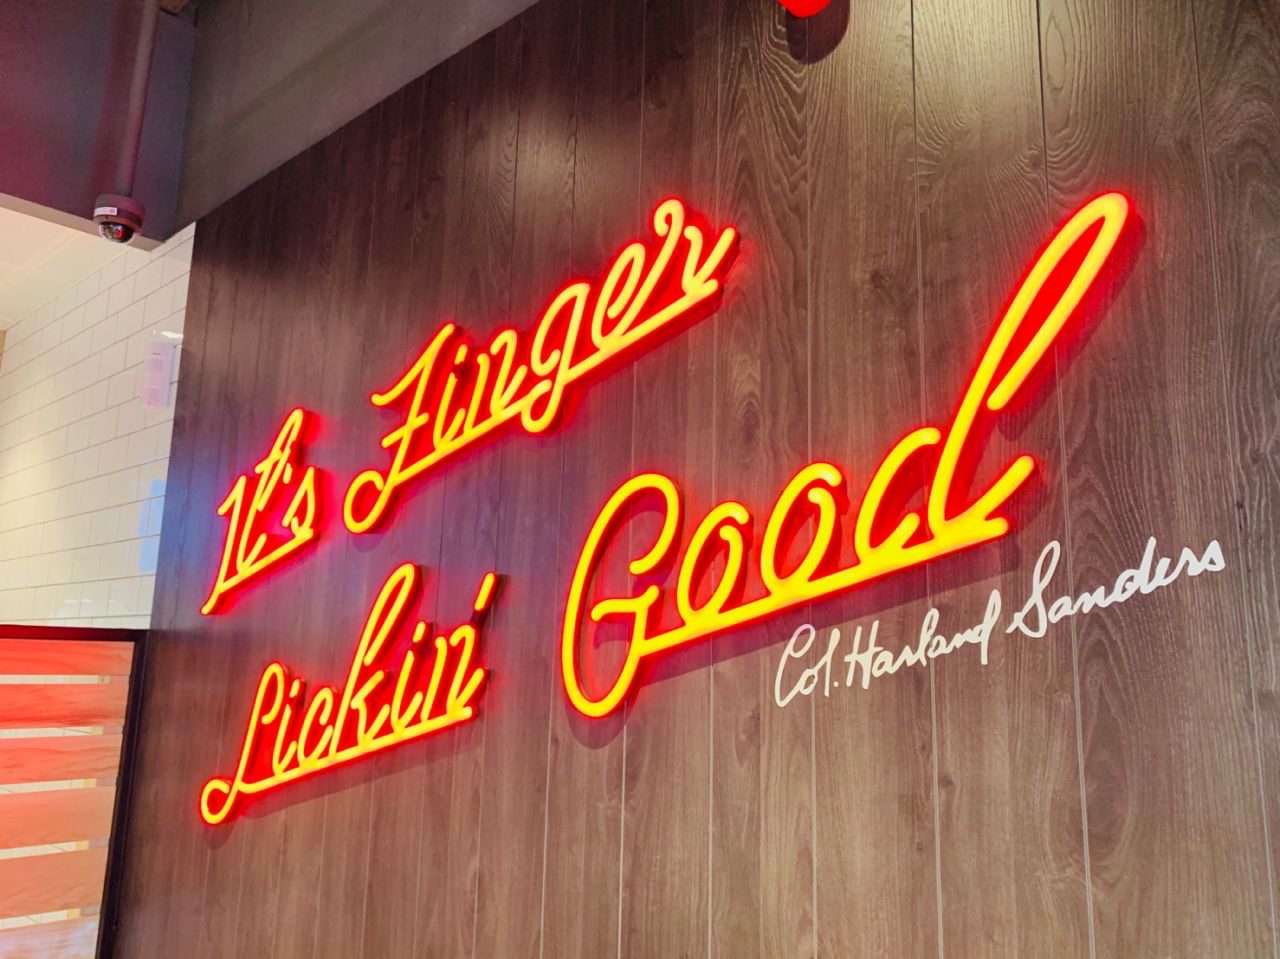 It's Finger
Lickin' Good
Col. Harland Sanders